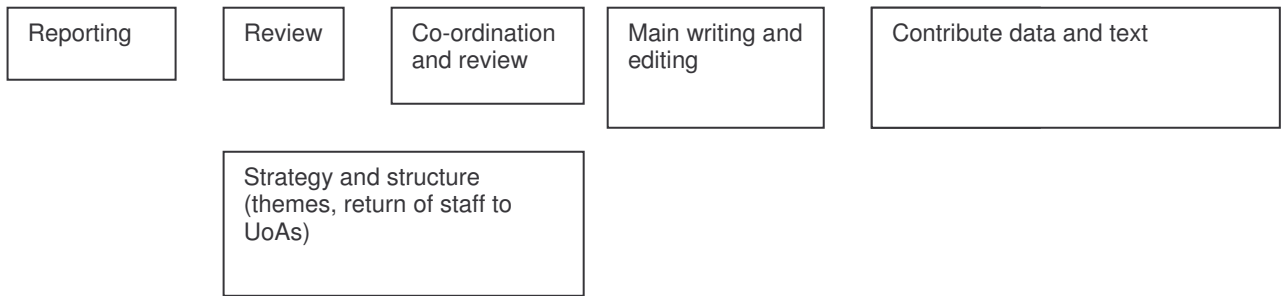 Reporting
Review
Co-ordination
and review
Main writing and
editing
Contribute data and text
Strategy and structure
(themes, return of staff to
UoAs)